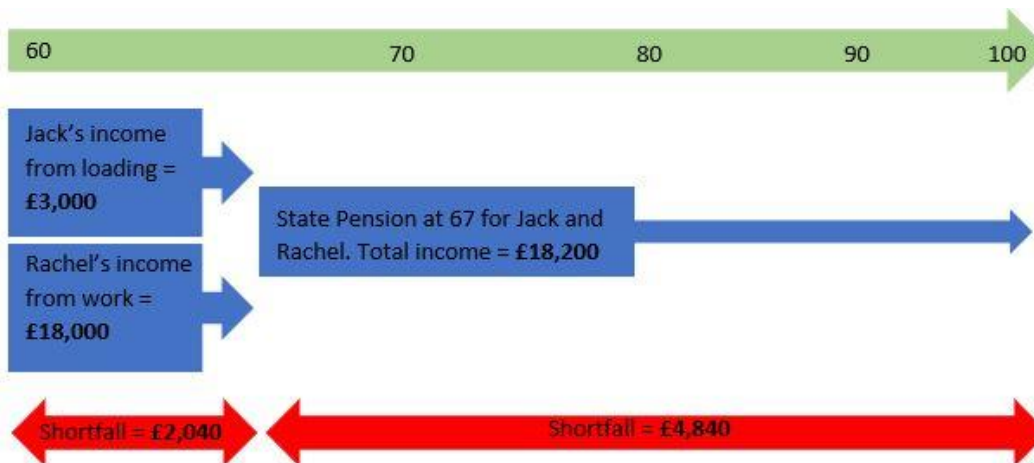 60 70 80 90 100
Jack's income
from loading =
£3,000
State Pension at 67 for Jack and
Rachel. Total income = £18,200
Rachel's income
from work =
£18,000
Shortfall = £2,040
Shortfall = £4,840